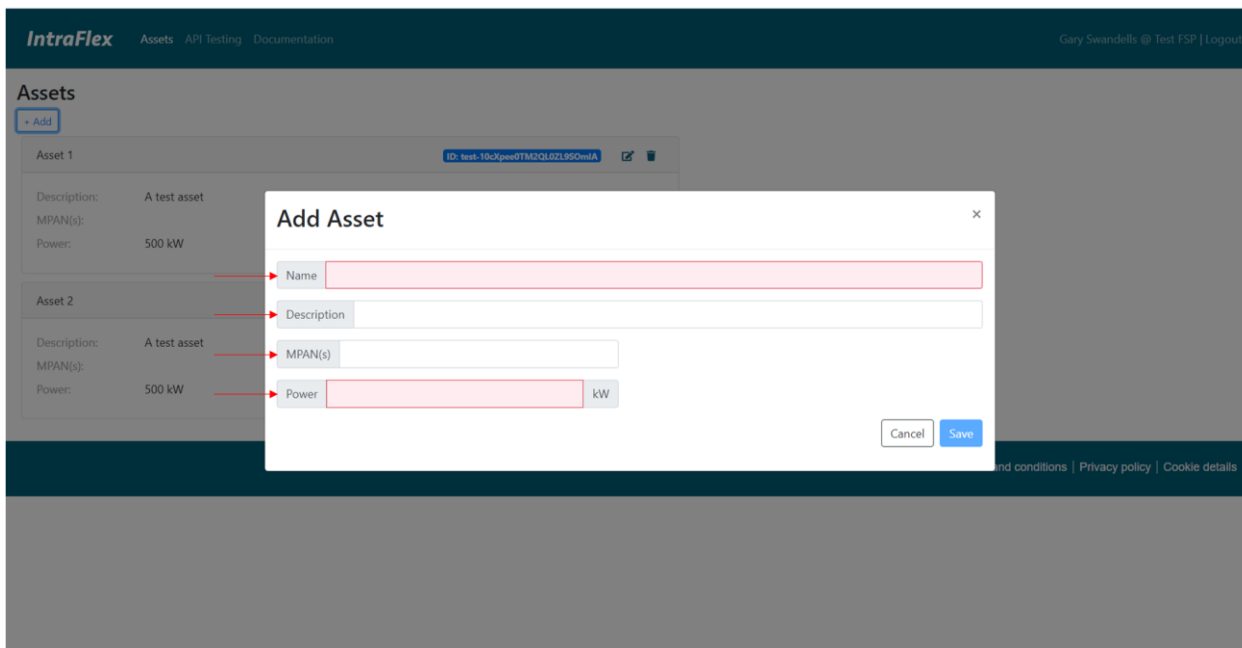 IntraFlex Assets API Testing Documentation Gary Swandells @ Test FSP | Logout
Assets
+ Add
Asset 1 ID: test-10cXpee0TM2QL0ZL9SOmIA
Description: A test asset
MPAN(s):
Power: 500 kW
Asset 2
Description: A test asset
MPAN(s):
Power: 500 kW
Add Asset ×
Name
Description
MPAN(s)
Power kW
Cancel Save
and conditions | Privacy policy | Cookie details